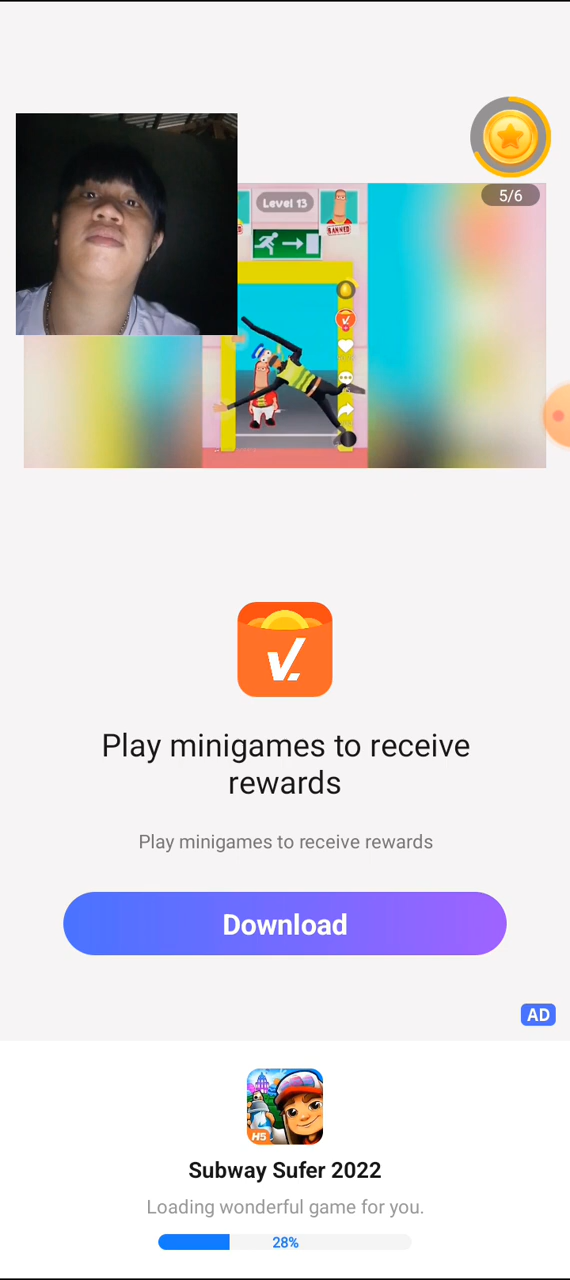 Level 13
BANNED
5/6
Play minigames to receive
rewards
Play minigames to receive rewards
Download
AD
H5
Subway Sufer 2022
Loading wonderful game for you.
28%